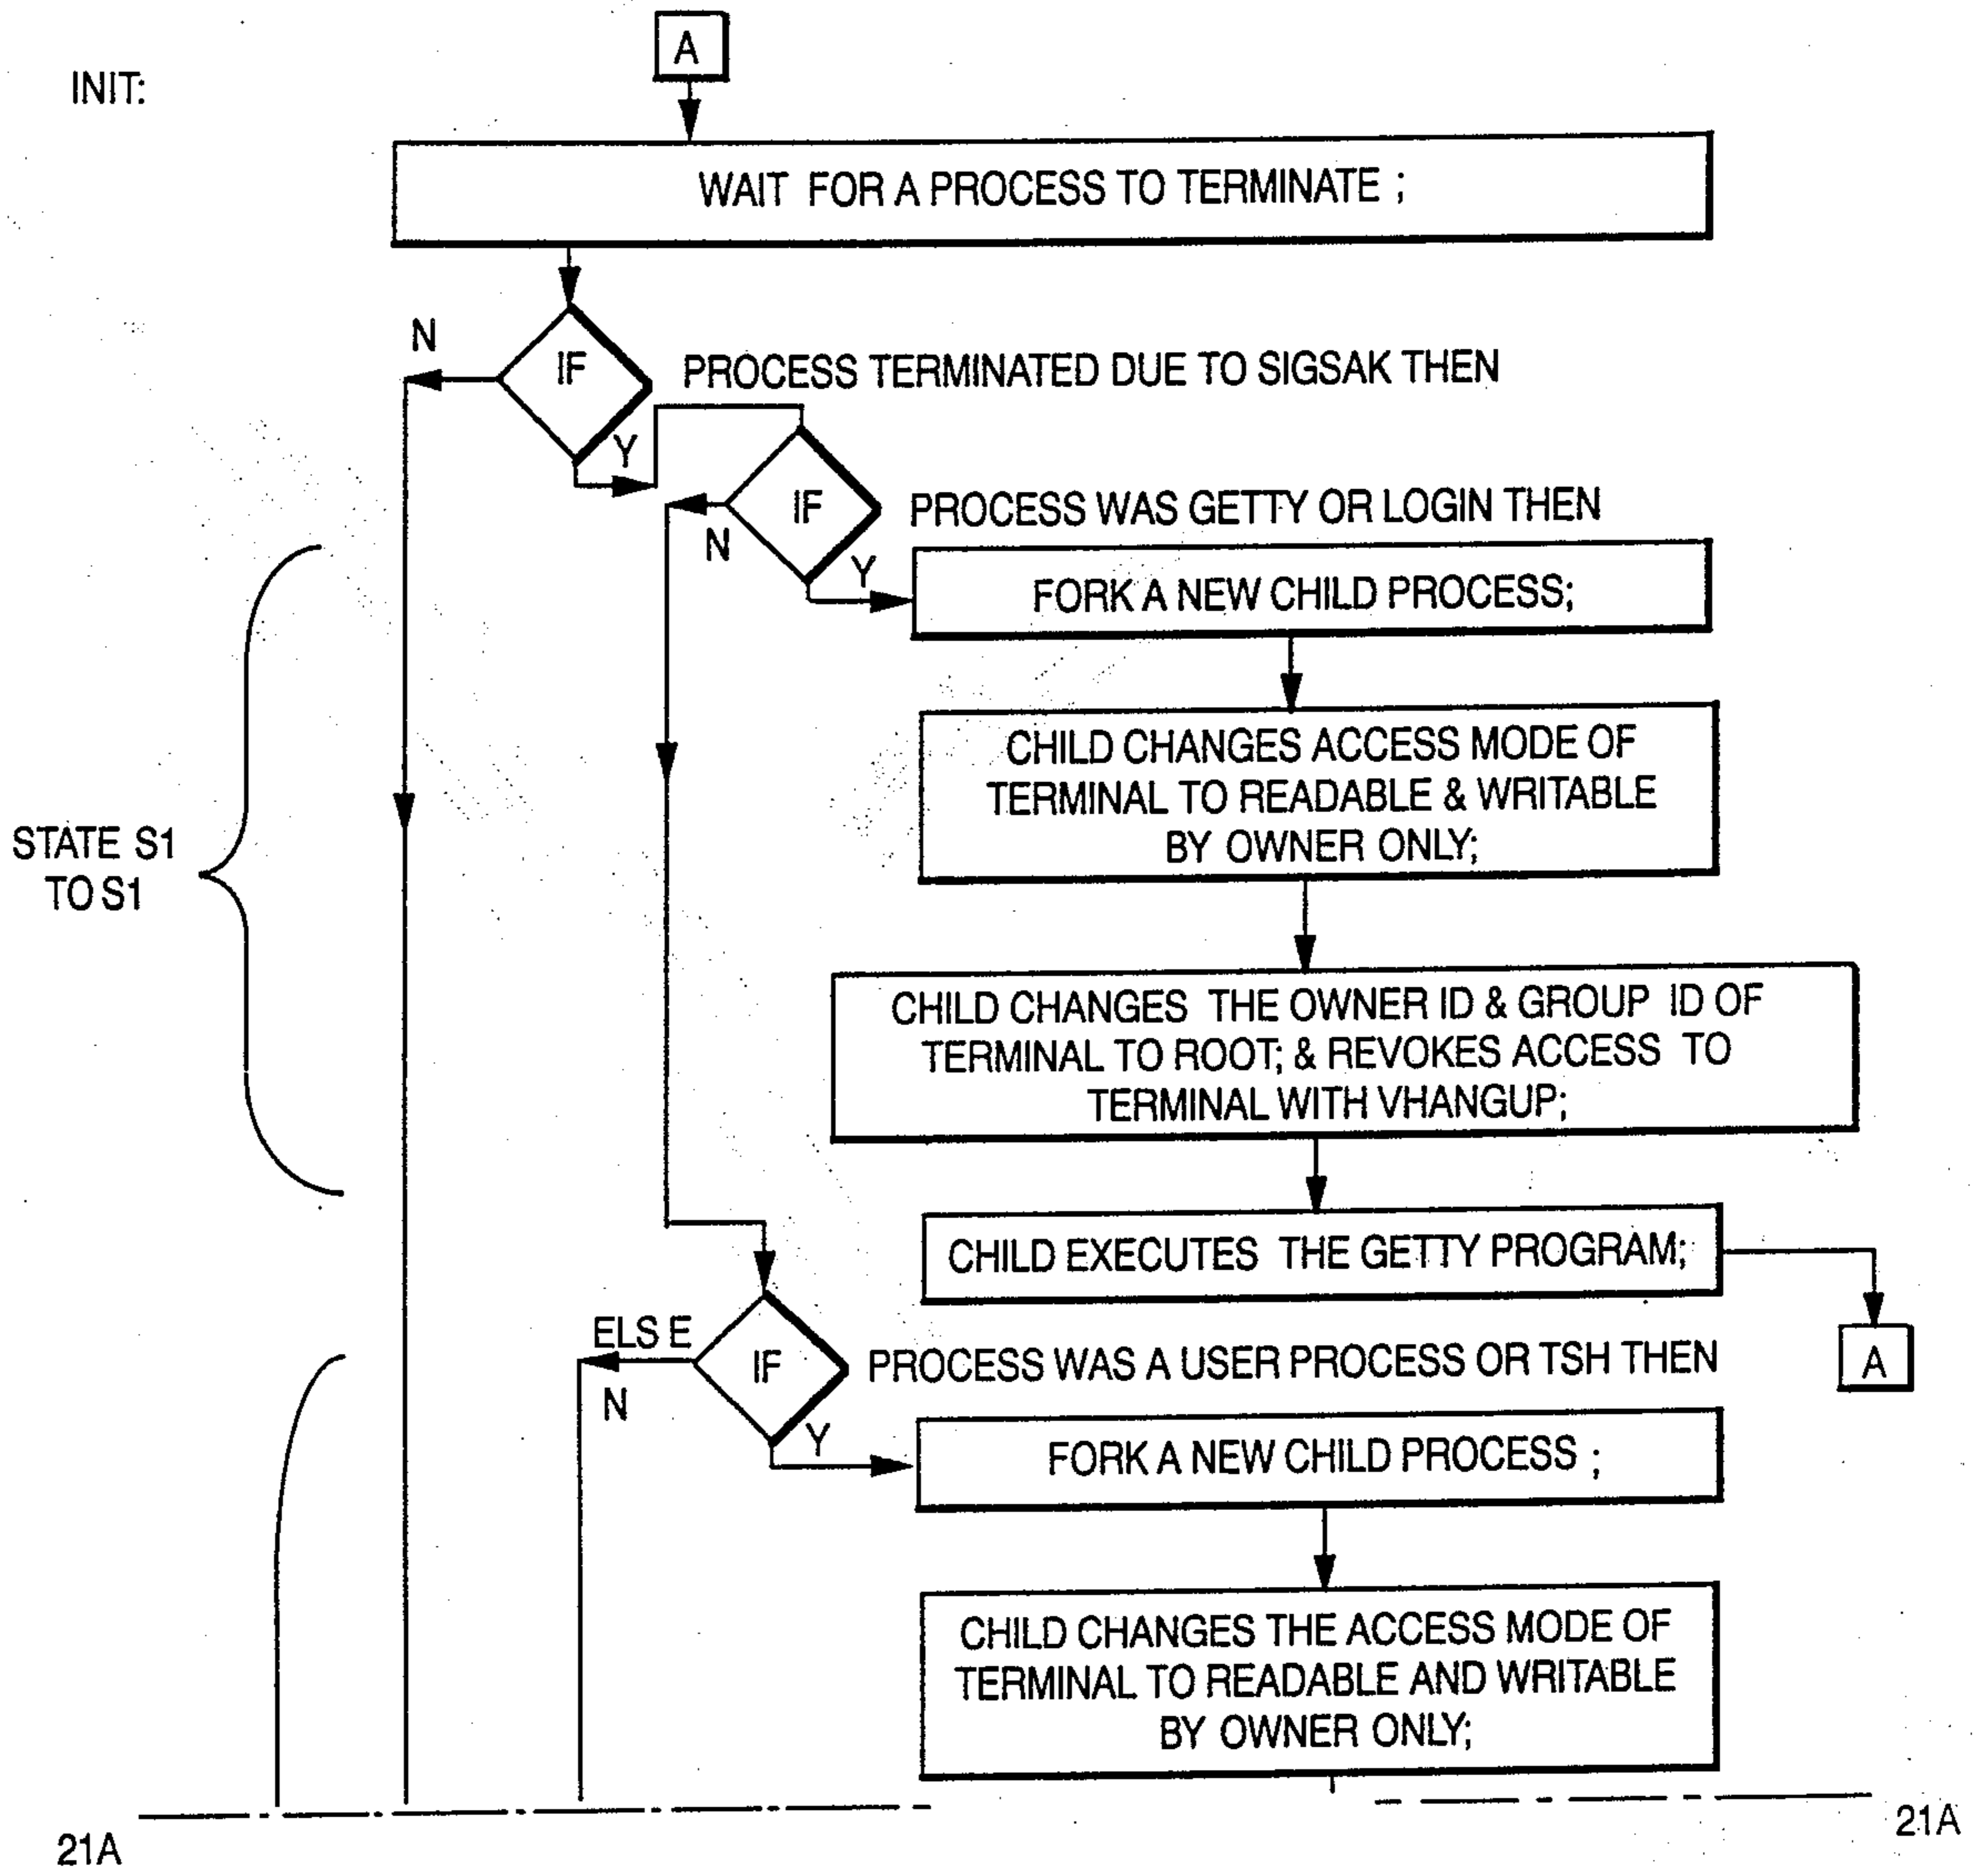 A
INIT:
WAIT FOR A PROCESS TO TERMINATE ;
N
IF
PROCESS TERMINATED DUE TO SIGSAK THEN
Y
IF
PROCESS WAS GETTY OR LOGIN THEN
N
Y
FORK A NEW CHILD PROCESS;
CHILD CHANGES ACCESS MODE OF
TERMINAL TO READABLE & WRITABLE
BY OWNER ONLY;
STATE S1
TO S1
CHILD CHANGES THE OWNER ID & GROUP ID OF
TERMINAL TO ROOT; & REVOKES ACCESS TO
TERMINAL WITH VHANGUP;
CHILD EXECUTES THE GETTY PROGRAM;
ELS E
N
IF
PROCESS WAS A USER PROCESS OR TSH THEN
A
Y
FORK A NEW CHILD PROCESS ;
CHILD CHANGES THE ACCESS MODE OF
TERMINAL TO READABLE AND WRITABLE
BY OWNER ONLY;
21A
21A